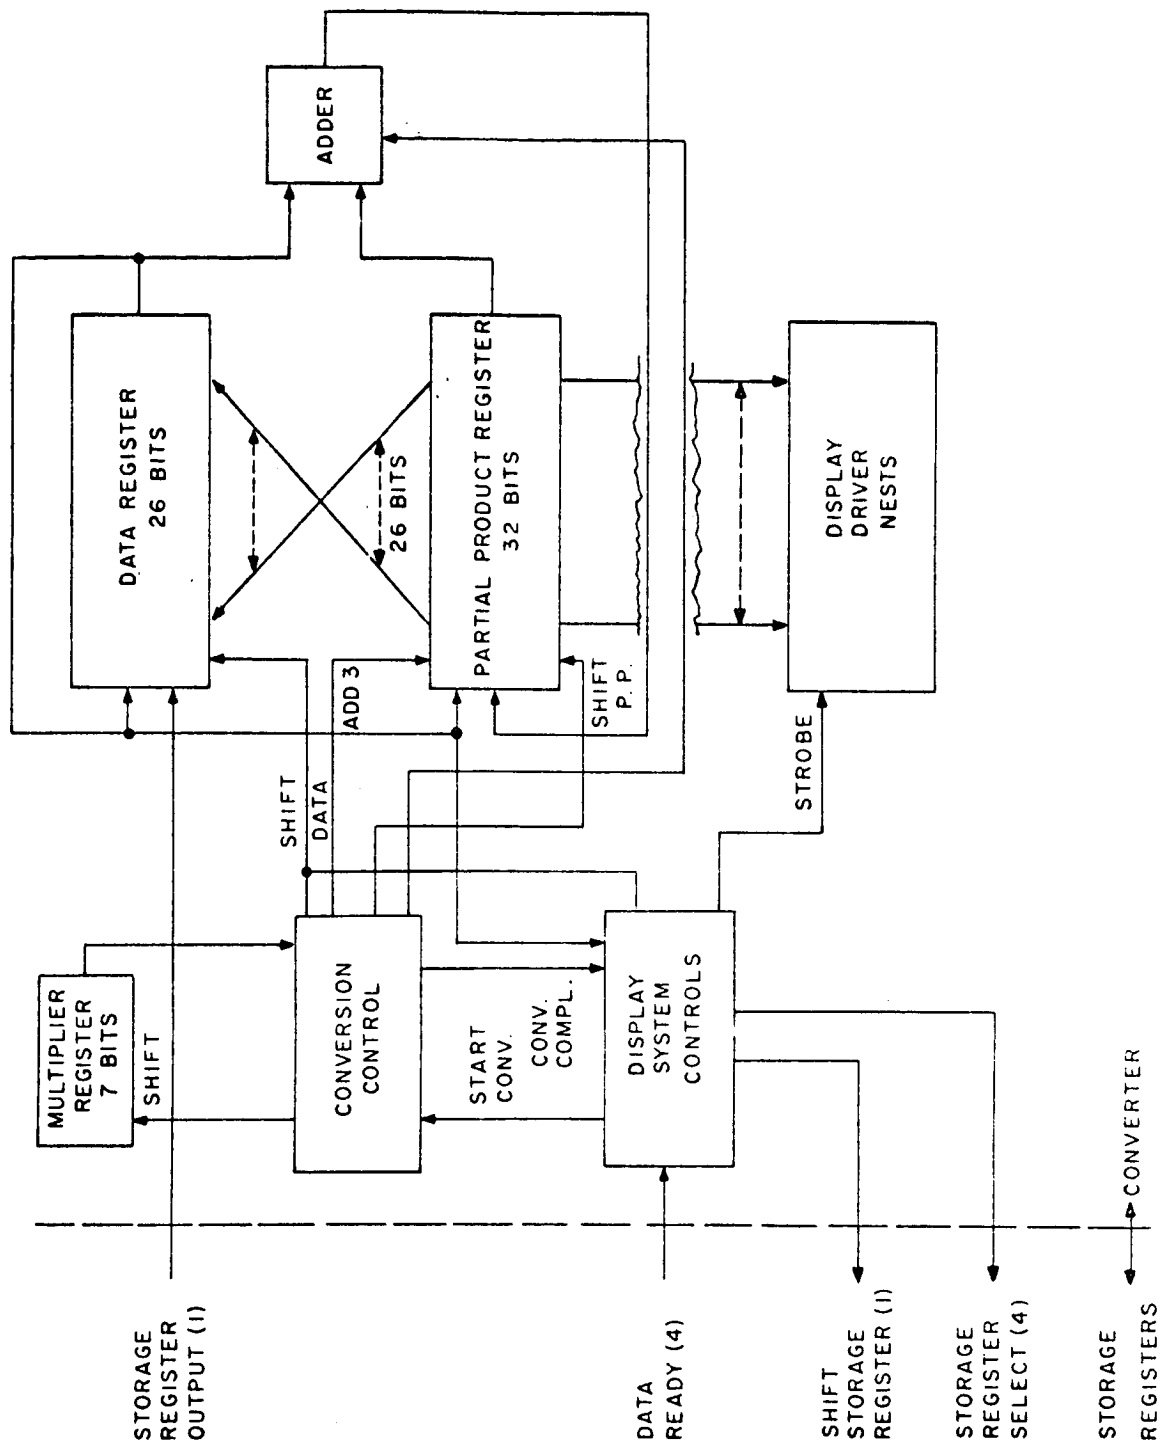 STORAGE
REGISTER
OUTPUT (1)
DATA
READY (4)
SHIFT
STORAGE
REGISTER (1)
STORAGE
REGISTER
SELECT (4)
STORAGE
REGISTERS
CONVERTER
MULTIPLIER
REGISTER
7 BITS
SHIFT
CONVERSION
CONTROL
START
CONV.
CONV.
COMPL.
DISPLAY
SYSTEM
CONTROLS
SHIFT
DATA
ADD 3
SHIFT
P.P.
STROBE
DATA REGISTER
26 BITS
26 BITS
PARTIAL PRODUCT REGISTER
32 BITS
DISPLAY
DRIVER
NESTS
ADDER